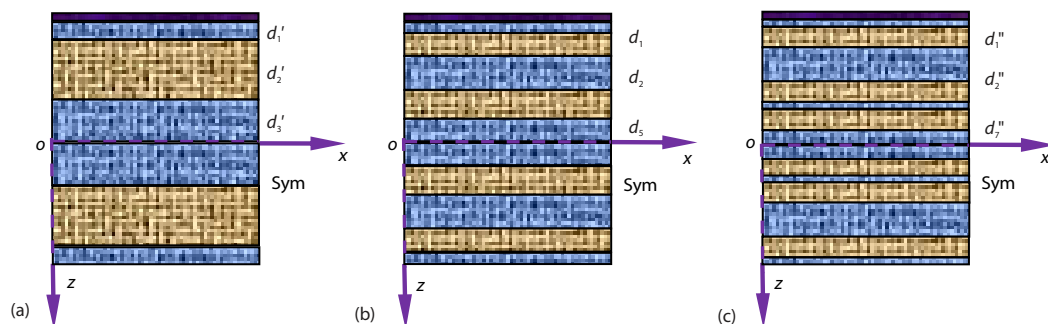 d₁′
d₂′
d₃′
o
x
Sym
z
(a)
d₁
d₂
d₅
o
x
Sym
z
(b)
d₁″
d₂″
d₇″
o
x
Sym
z
(c)